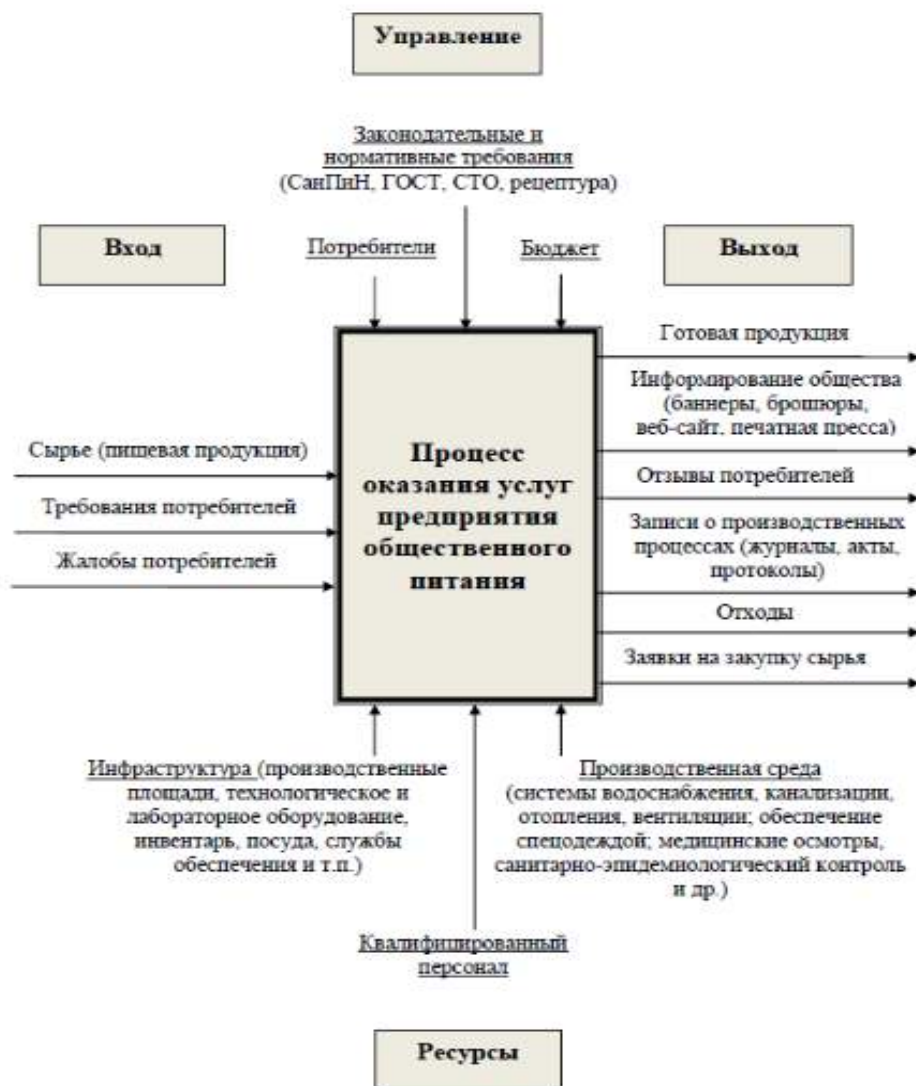 Управление
Законодательные и
нормативные требования
(СанПиН, ГОСТ, СТО, рецептура)
Вход
Потребители
Бюджет
Выход
Готовая продукция
Информирование общества
(баннеры, брошюры,
веб-сайт, печатная пресса)
Сырье (пищевая продукция)
Требования потребителей
Жалобы потребителей
Процесс
оказания услуг
предприятия
общественного
питания
Отзывы потребителей
Записи о производственных
процессах (журналы, акты,
протоколы)
Отходы
Заявки на закупку сырья
Инфраструктура (производственные
площади, технологическое и
лабораторное оборудование,
инвентарь, посуда, службы
обеспечения и т.п.)
Производственная среда
(системы водоснабжения, канализации,
отопления, вентиляции; обеспечение
спецодеждой; медицинские осмотры,
санитарно-эпидемиологический контроль
и др.)
Квалифицированный
персонал
Ресурсы